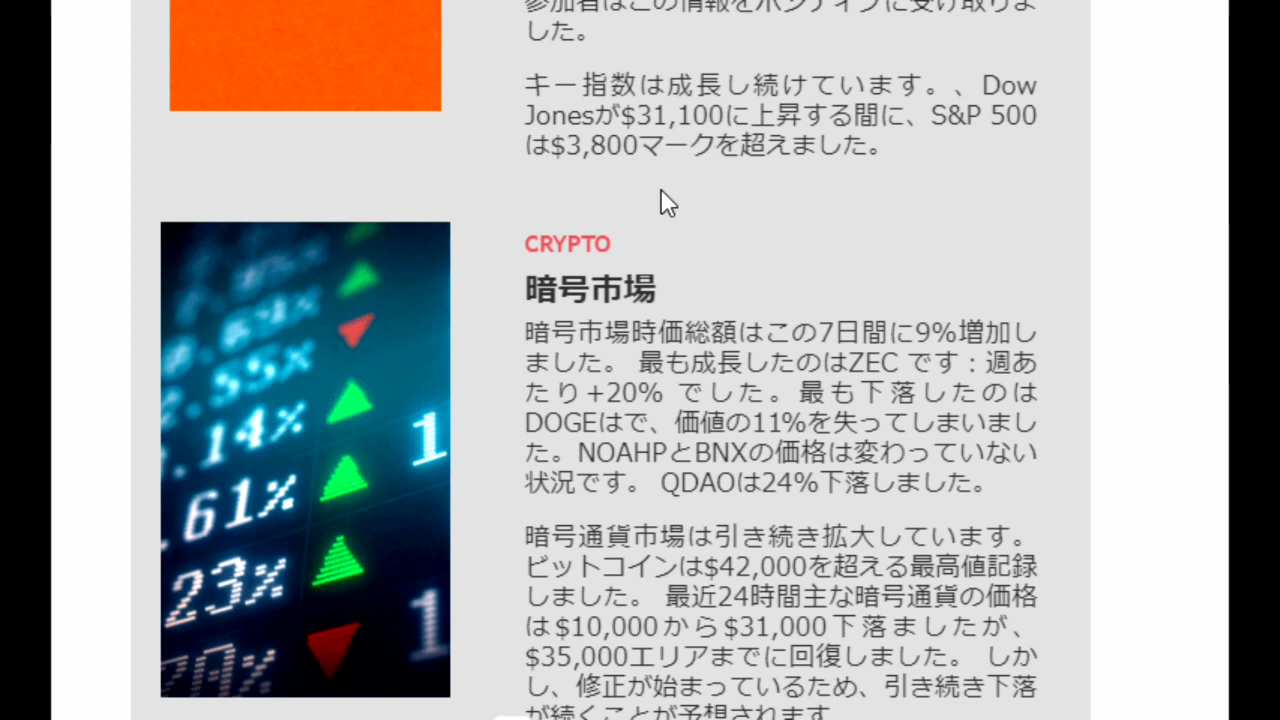 参加者はこの情報をポジティブに受け取りま
した。
キー指数は成長し続けています。、Dow
Jonesが$31,100に上昇する間に、S&P 500
は$3,800マークを超えました。
CRYPTO
暗号市場
暗号市場時価総額はこの7日間に9%増加し
ました。 最も成長したのはZEC です：週あ
たり+20% でした。最も下落したのは
DOGEはで、価値の11%を失ってしまいまし
た。NOAHPとBNXの価格は変わっていない
状況です。 QDAOは24%下落しました。
暗号通貨市場は引き続き拡大しています。
ビットコインは$42,000を超える最高値記録
しました。 最近24時間主な暗号通貨の価格
は$10,000から$31,000下落ましたが、
$35,000エリアまでに回復しました。 しか
し、修正が始まっているため、引き続き下落
が続くことが予想されます
.55%
.14%
.61%
23%
1
1